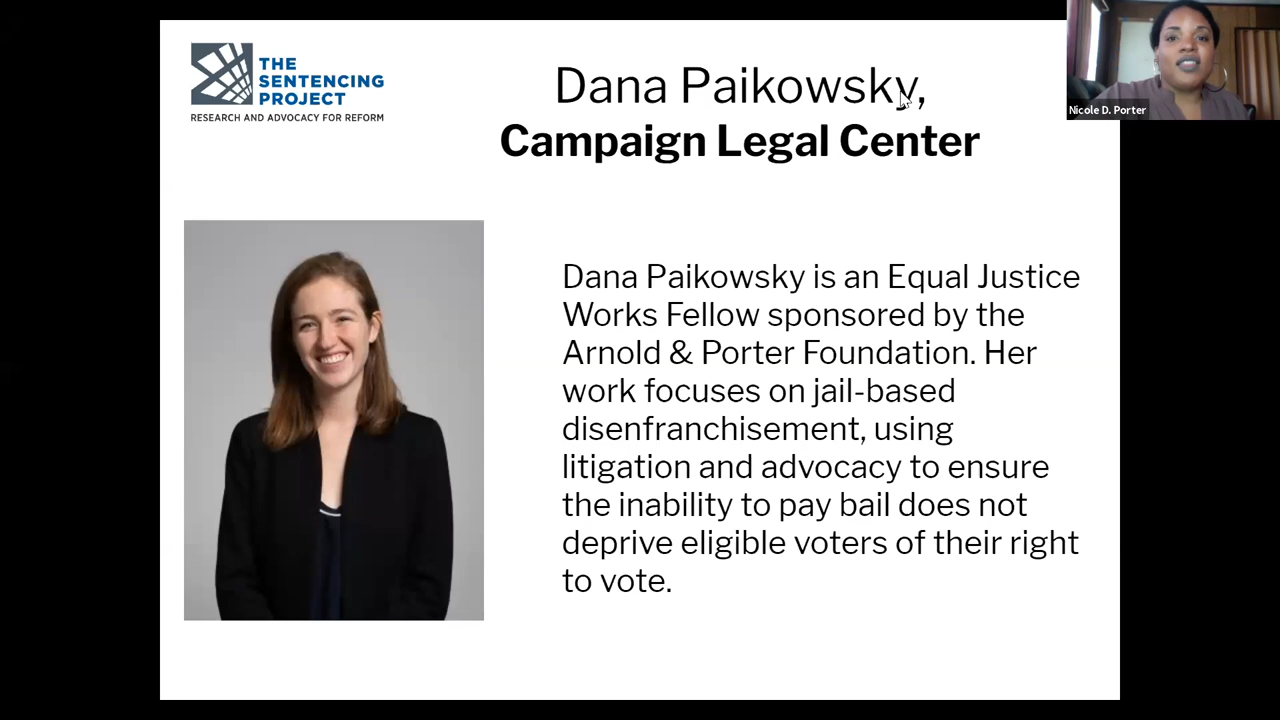 THE
SENTENCING
PROJECT
RESEARCH AND ADVOCACY FOR REFORM
Dana Paikowsky,
Campaign Legal Center
Nicole D. Porter
Dana Paikowsky is an Equal Justice
Works Fellow sponsored by the
Arnold & Porter Foundation. Her
work focuses on jail-based
disenfranchisement, using
litigation and advocacy to ensure
the inability to pay bail does not
deprive eligible voters of their right
to vote.